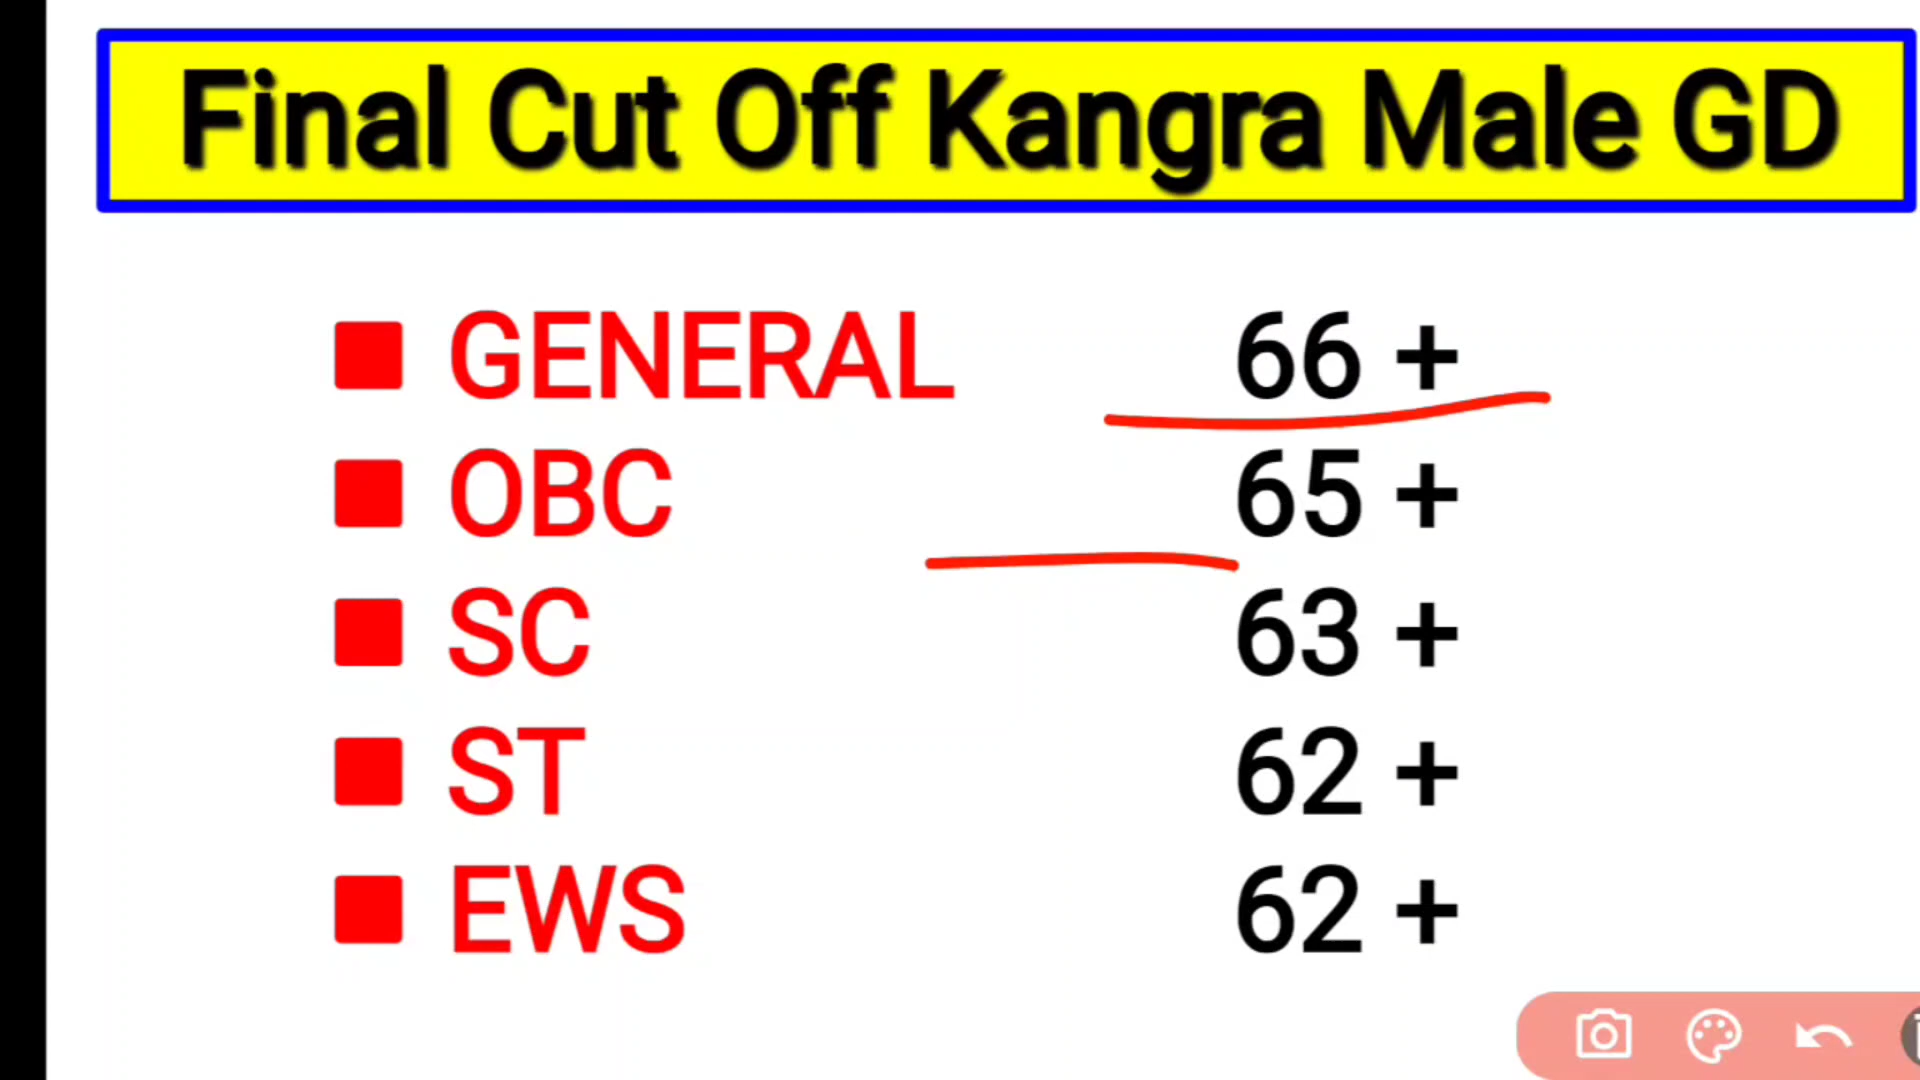 Final Cut Off Kangra Male GD
GENERAL 66 +
OBC 65 +
SC 63 +
ST 62 +
EWS 62 +